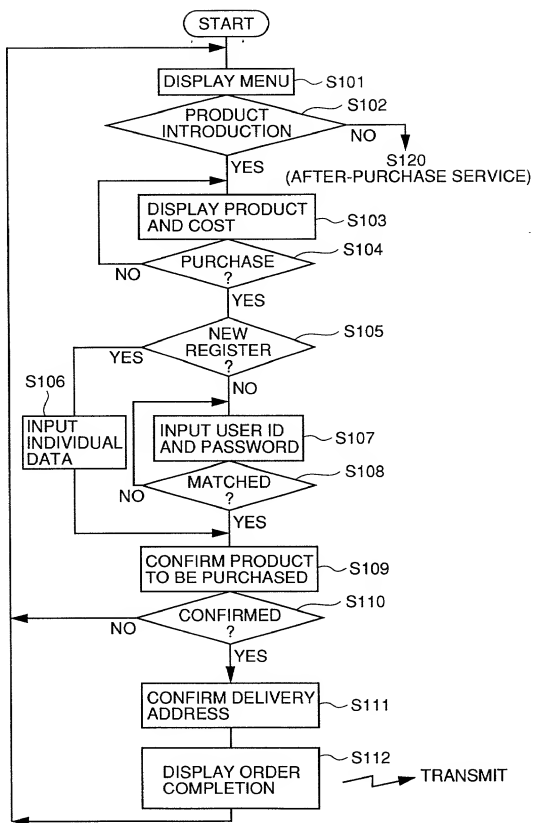 START
DISPLAY MENU
S101
PRODUCT
INTRODUCTION
S102
NO
S120
(AFTER-PURCHASE SERVICE)
YES
DISPLAY PRODUCT
AND COST
S103
PURCHASE
?
S104
NO
YES
NEW
REGISTER
?
S105
YES
NO
S106
INPUT
INDIVIDUAL
DATA
INPUT USER ID
AND PASSWORD
S107
MATCHED
?
S108
NO
YES
CONFIRM PRODUCT
TO BE PURCHASED
S109
CONFIRMED
?
S110
NO
YES
CONFIRM DELIVERY
ADDRESS
S111
DISPLAY ORDER
COMPLETION
S112
TRANSMIT